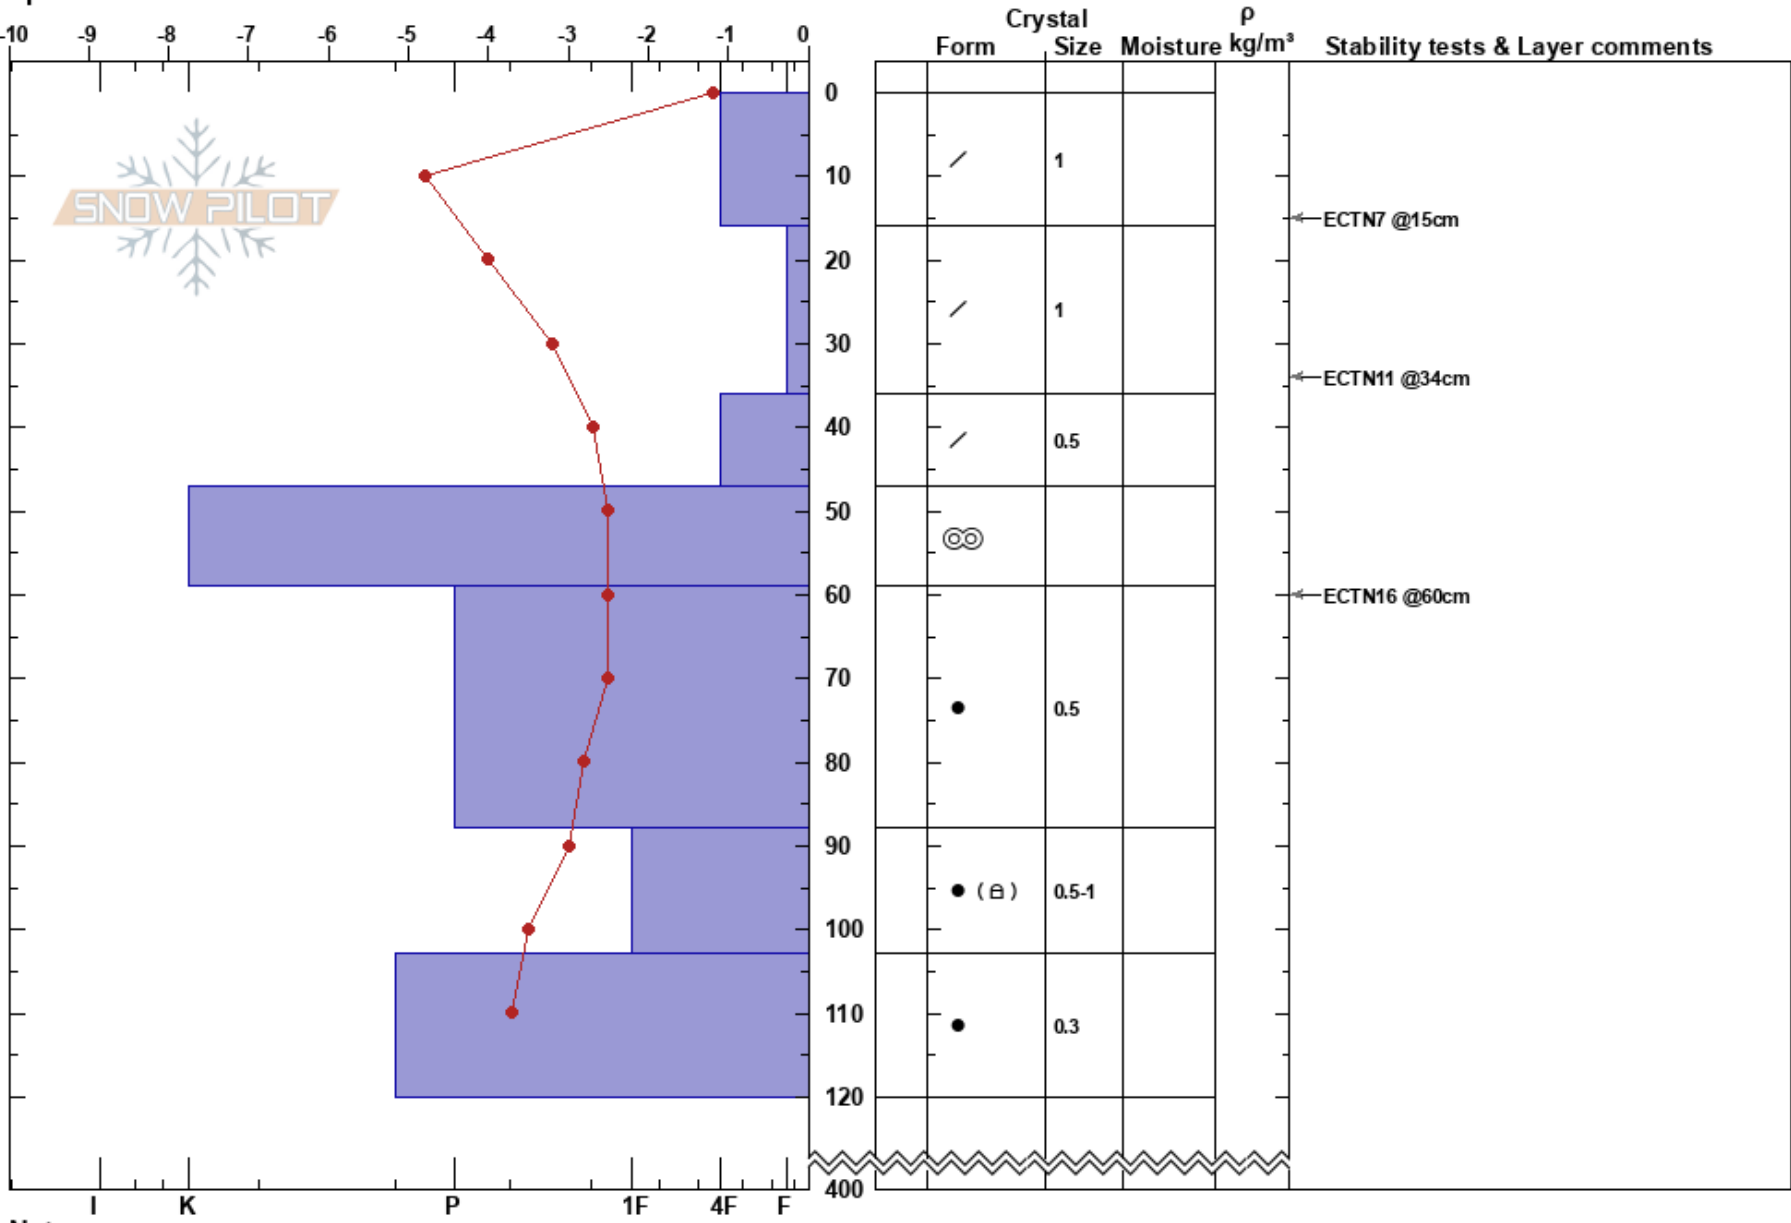 -10 -9 -8 -7 -6 -5 -4 -3 -2 -1 0
Crystal
Form Size Moisture ρ kg/m³ Stability tests & Layer comments
SNOW PILOT
0
10
20
30
40
50
60
70
80
90
100
110
120
400
1
1
0.5
0.5
0.5-1
0.3
ECTN7 @15cm
ECTN11 @34cm
ECTN16 @60cm
I K P 1F 4F F